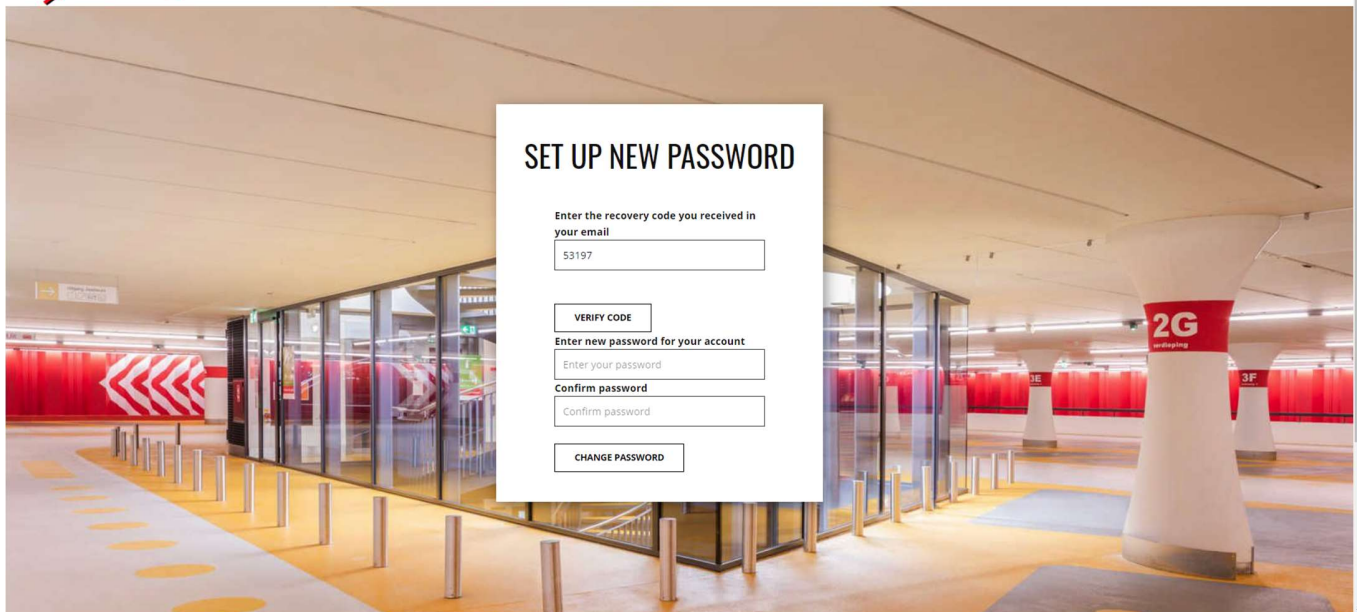 SET UP NEW PASSWORD
Enter the recovery code you received in
your email
53197
VERIFY CODE
Enter new password for your account
Enter your password
Confirm password
Confirm password
CHANGE PASSWORD
2G
verdieping
3F